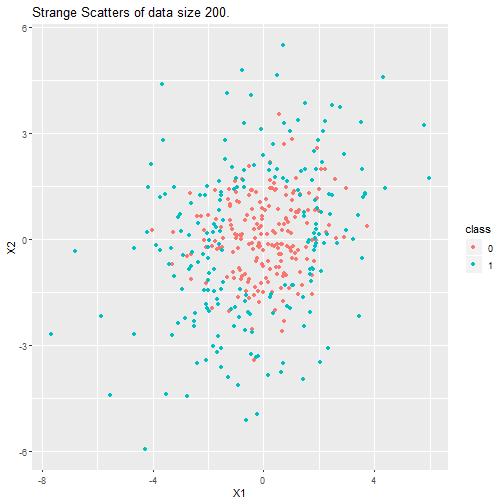 Strange Scatters of data size 200.
6
3
0
-3
-6
X2
-8
-4
0
4
X1
class
0
1